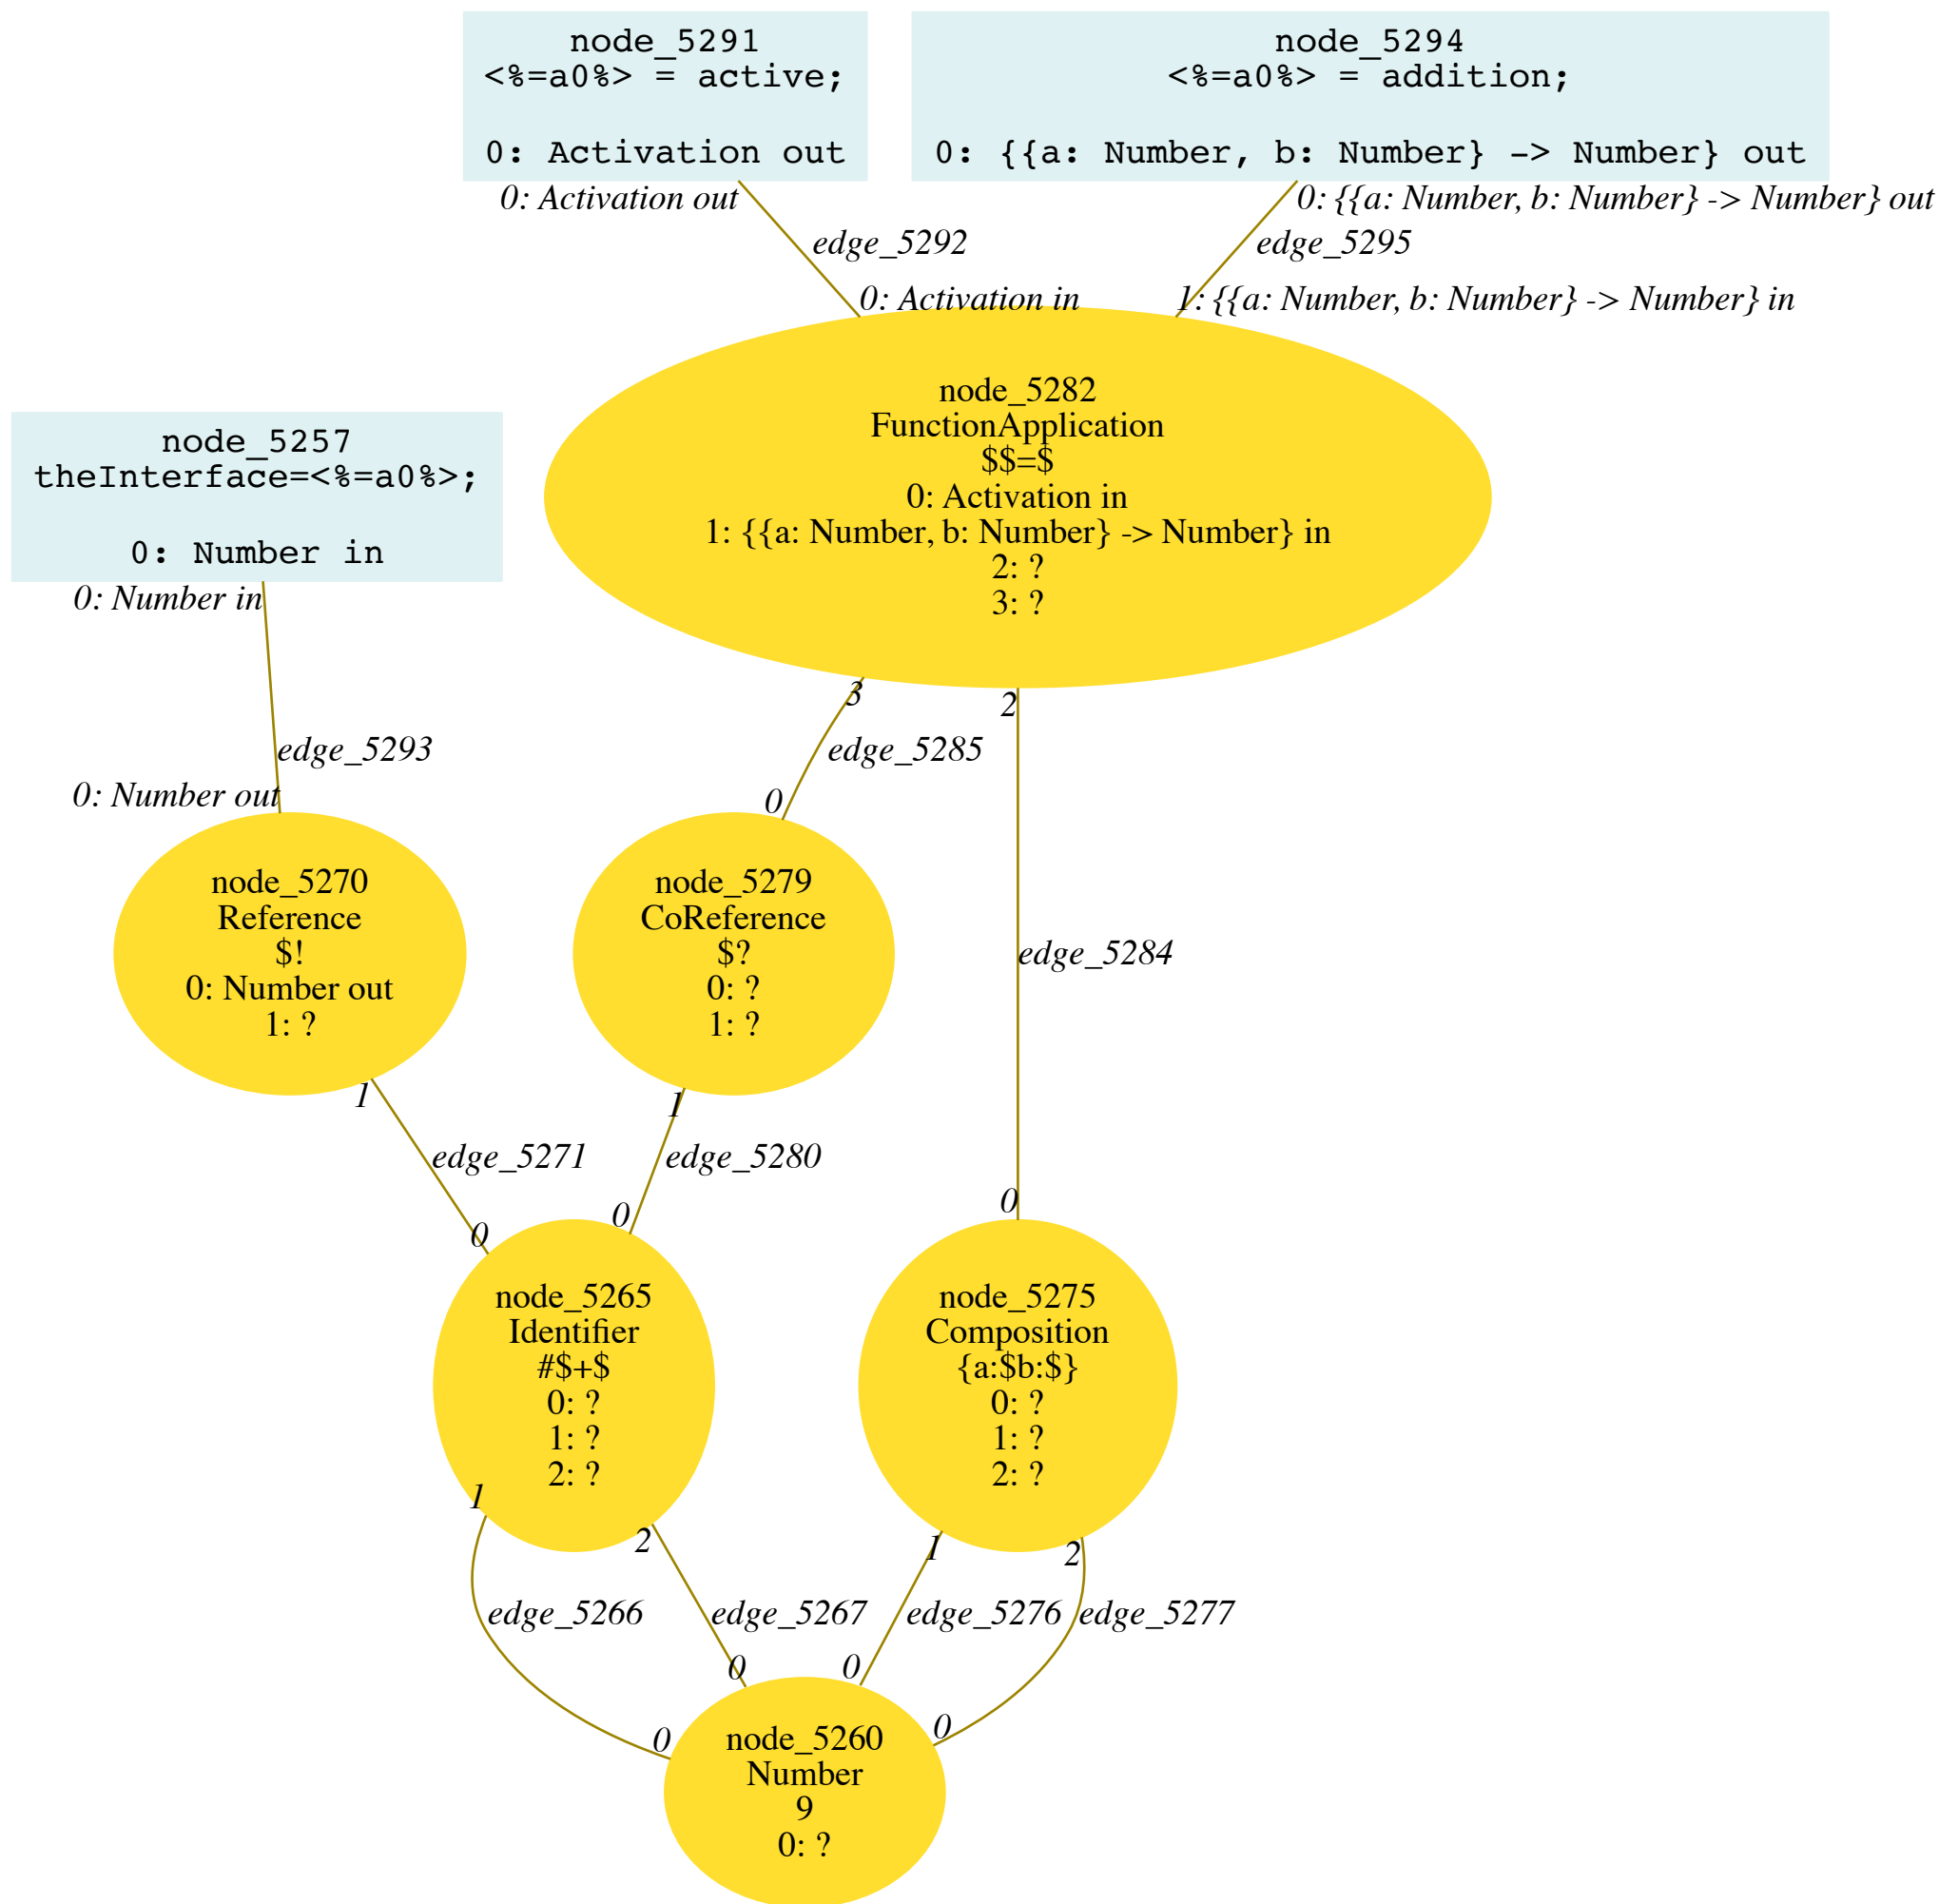 node_5291
<%=a0%> = active;
0: Activation out
node_5294
<%=a0%> = addition;
0: {{a: Number, b: Number} -> Number} out
0: Activation out
0: {{a: Number, b: Number} -> Number} out
edge_5292
edge_5295
0: Activation in
1: {{a: Number, b: Number} -> Number} in
node_5282
FunctionApplication
$$=$
0: Activation in
1: {{a: Number, b: Number} -> Number} in
2: ?
3: ?
node_5257
theInterface=<%=a0%>;
0: Number in
0: Number in
3
2
edge_5293
edge_5285
0: Number out
0
node_5270
Reference
$!
0: Number out
1: ?
node_5279
CoReference
$?
0: ?
1: ?
edge_5284
1
1
edge_5271
edge_5280
0
0
0
node_5265
Identifier
#$+$
0: ?
1: ?
2: ?
node_5275
Composition
{a:$b:$}
0: ?
1: ?
2: ?
1
2
1
2
edge_5266
edge_5267
edge_5276
edge_5277
0
0
0
0
node_5260
Number
9
0: ?